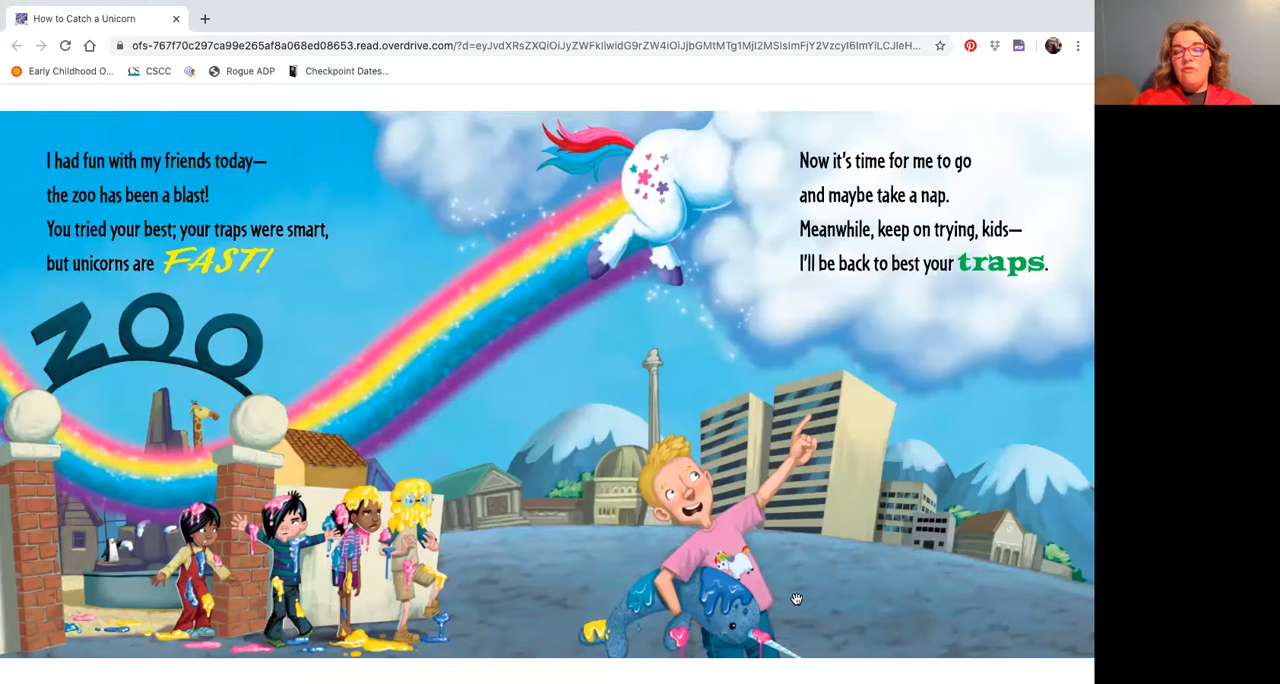 How to Catch a Unicorn
ofs-767f70c297ca99e265af8a068ed08653.read.overdrive.com/?d=eyJvdXRsZXQiOiJyZWFkIiwidG9rZW4iOiJjbGMtMTg1MjI2MSIsImFjY2VzcyI6ImYiLCJleH...
Early Childhood O...
CSCC
Rogue ADP
Checkpoint Dates...
I had fun with my friends today—
the zoo has been a blast!
You tried your best; your traps were smart,
but unicorns are FAST!
ZOO
Now it's time for me to go
and maybe take a nap.
Meanwhile, keep on trying, kids—
I'll be back to best your traps.